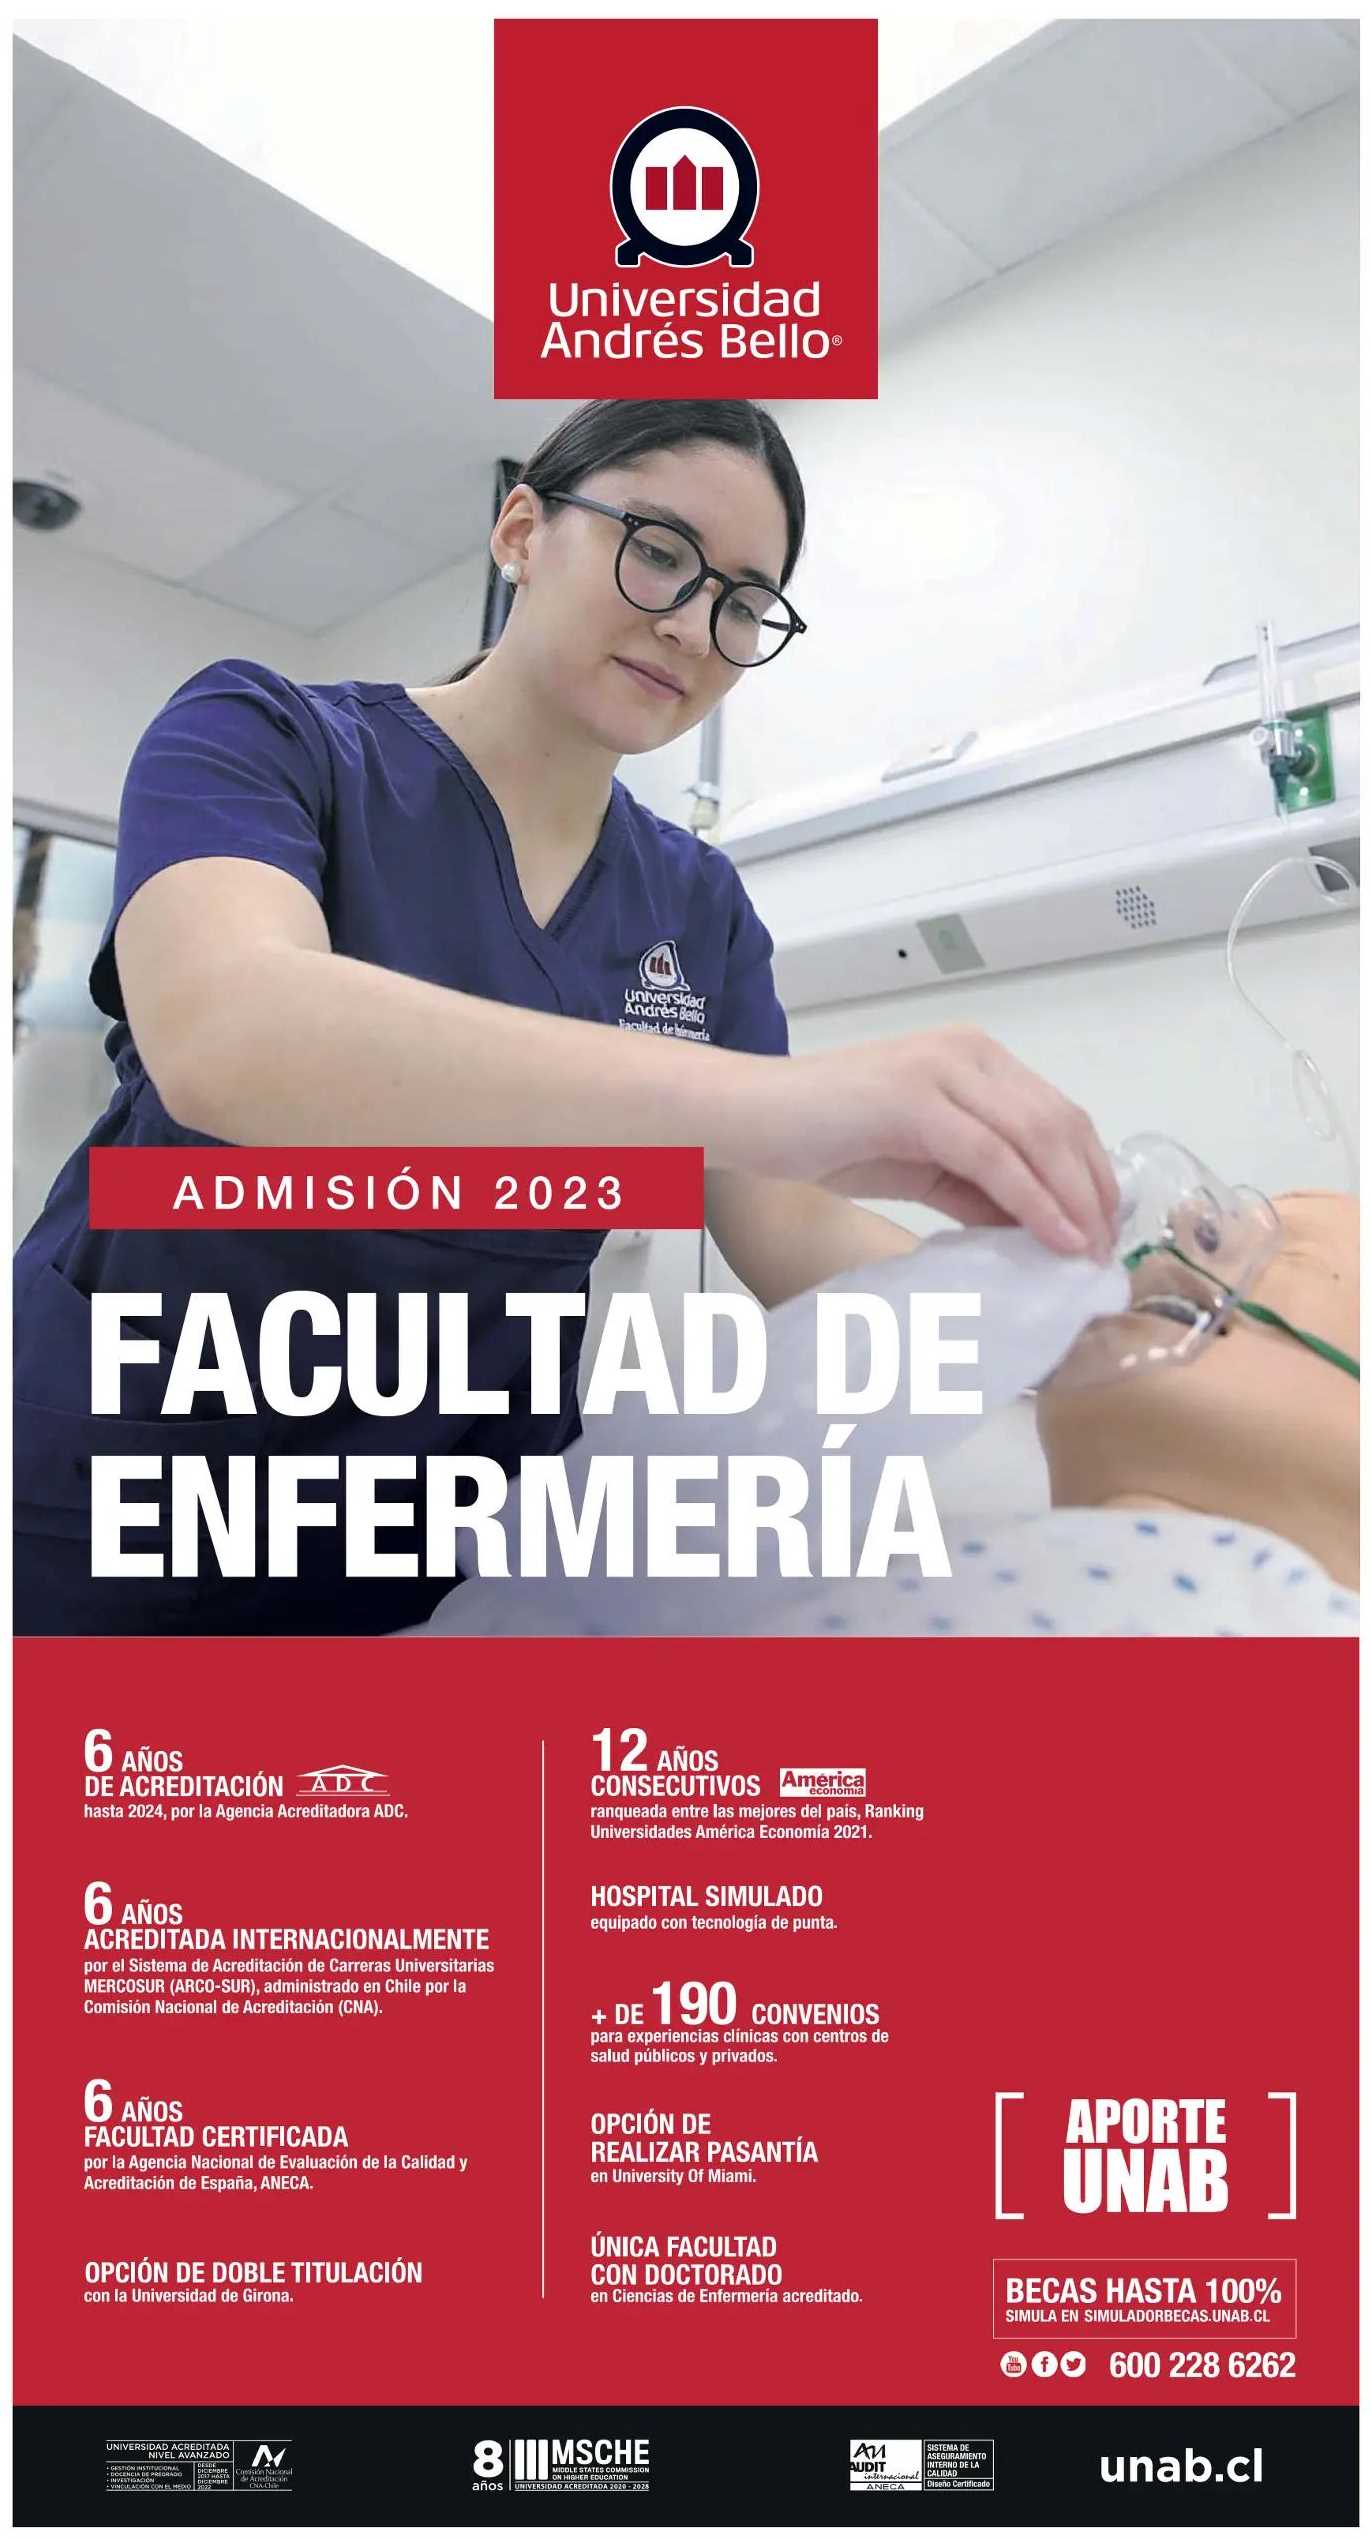 Universidad
Andrés Bello®
Universidad
Andrés Bello
Facultad de Enfermería
ADMISIÓN 2023
FACULTAD DE
ENFERMERÍA
6 AÑOS
DE ACREDITACIÓN ADC
hasta 2024, por la Agencia Acreditadora ADC.
6 AÑOS
ACREDITADA INTERNACIONALMENTE
por el Sistema de Acreditación de Carreras Universitarias
MERCOSUR (ARCO-SUR), administrado en Chile por la
Comisión Nacional de Acreditación (CNA).
6 AÑOS
FACULTAD CERTIFICADA
por la Agencia Nacional de Evaluación de la Calidad y
Acreditación de España, ANECA.
OPCIÓN DE DOBLE TITULACIÓN
con la Universidad de Girona.
12 AÑOS
CONSECUTIVOS América economía
ranqueada entre las mejores del país, Ranking
Universidades América Economía 2021.
HOSPITAL SIMULADO
equipado con tecnología de punta.
+ DE 190 CONVENIOS
para experiencias clínicas con centros de
salud públicos y privados.
OPCIÓN DE
REALIZAR PASANTÍA
en University Of Miami.
ÚNICA FACULTAD
CON DOCTORADO
en Ciencias de Enfermería acreditado.
APORTE
UNAB
BECAS HASTA 100%
SIMULA EN SIMULADORBECAS.UNAB.CL
You Tube 600 228 6262
UNIVERSIDAD ACREDITADA
NIVEL AVANZADO
• GESTIÓN INSTITUCIONAL
• DOCENCIA DE PREGRADO
• INVESTIGACIÓN
• VINCULACIÓN CON EL MEDIO
DESDE
DICIEMBRE
2017 HASTA
DICIEMBRE
2022
Comisión Nacional
de Acreditación
CNA-Chile
8 años
MSCHE
MIDDLE STATES COMMISSION
ON HIGHER EDUCATION
UNIVERSIDAD ACREDITADA 2020 - 2028
AUDIT
internacional
ANECA
SISTEMA DE
ASEGURAMIENTO
INTERNO DE LA
CALIDAD
Diseño Certificado
unab.cl